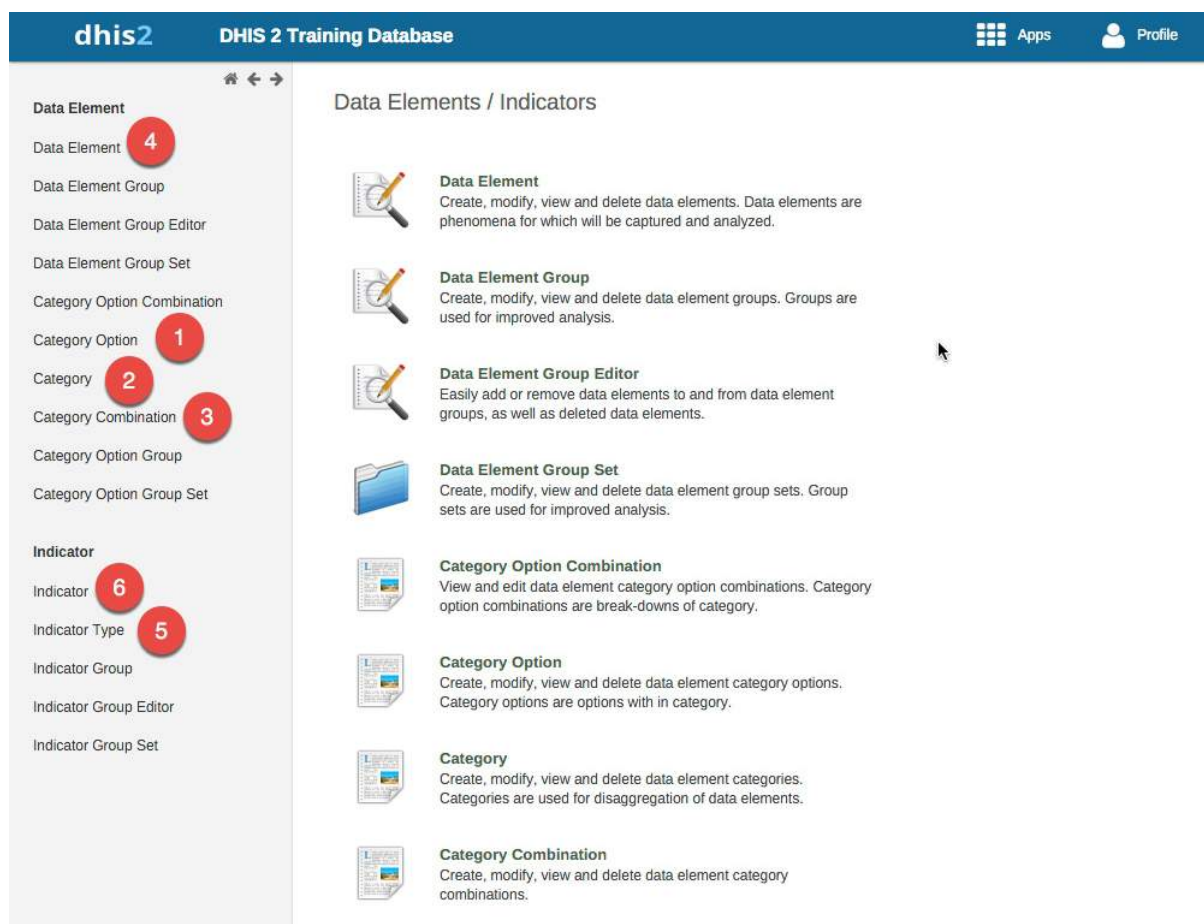 dhis2 DHIS 2 Training Database Apps Profile
Data Element
Data Element 4
Data Element Group
Data Element Group Editor
Data Element Group Set
Category Option Combination
Category Option 1
Category 2
Category Combination 3
Category Option Group
Category Option Group Set
Indicator
Indicator 6
Indicator Type 5
Indicator Group
Indicator Group Editor
Indicator Group Set
Data Elements / Indicators
Data Element
Create, modify, view and delete data elements. Data elements are
phenomena for which will be captured and analyzed.
Data Element Group
Create, modify, view and delete data element groups. Groups are
used for improved analysis.
Data Element Group Editor
Easily add or remove data elements to and from data element
groups, as well as deleted data elements.
Data Element Group Set
Create, modify, view and delete data element group sets. Group
sets are used for improved analysis.
Category Option Combination
View and edit data element category option combinations. Category
option combinations are break-downs of category.
Category Option
Create, modify, view and delete data element category options.
Category options are options with in category.
Category
Create, modify, view and delete data element categories.
Categories are used for disaggregation of data elements.
Category Combination
Create, modify, view and delete data element category
combinations.